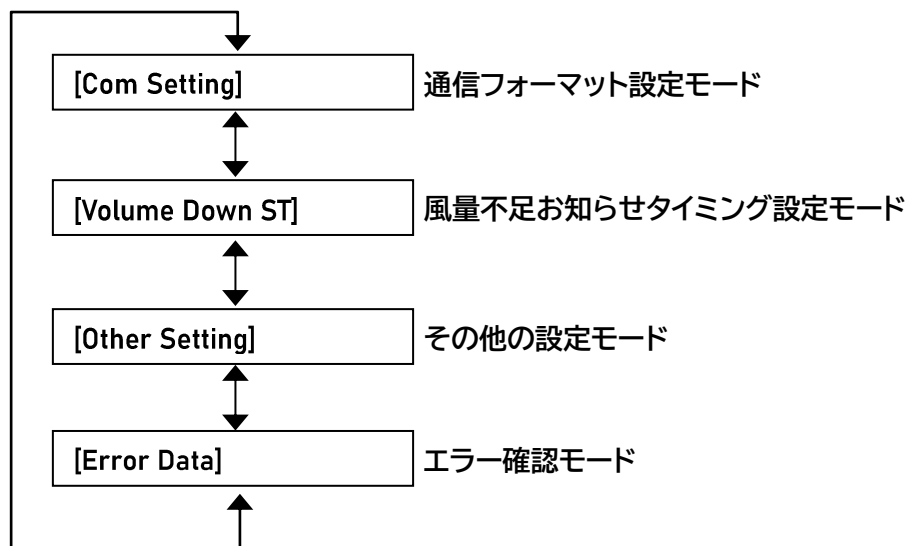 [Com Setting] 通信フォーマット設定モード
[Volume Down ST] 風量不足お知らせタイミング設定モード
[Other Setting] その他の設定モード
[Error Data] エラー確認モード